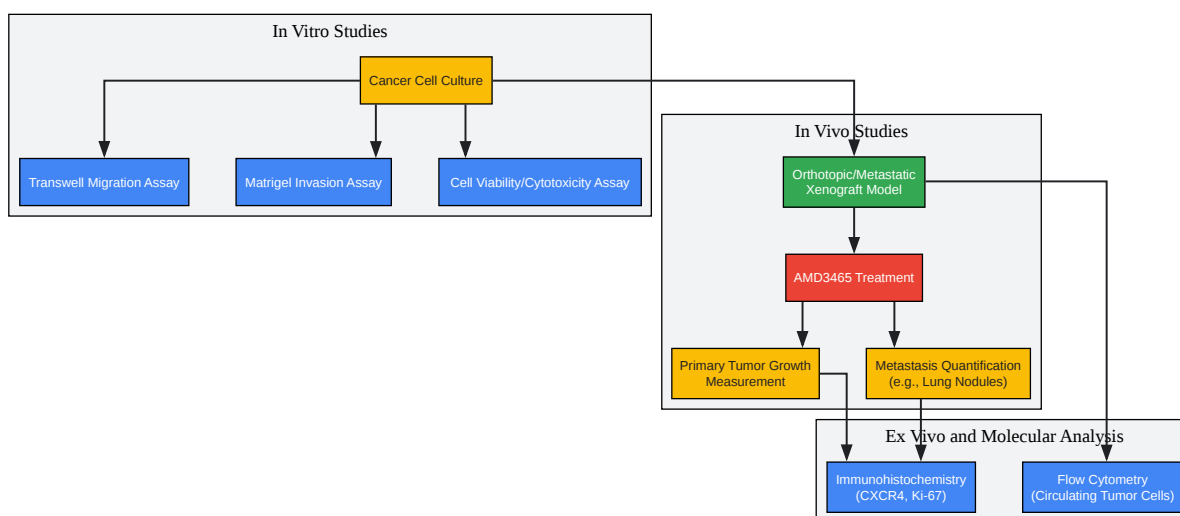 In Vitro Studies
Cancer Cell Culture
Transwell Migration Assay
Matrigel Invasion Assay
Cell Viability/Cytotoxicity Assay
In Vivo Studies
Orthotopic/Metastatic
Xenograft Model
AMD3465 Treatment
Primary Tumor Growth
Measurement
Metastasis Quantification
(e.g., Lung Nodules)
Ex Vivo and Molecular Analysis
Immunohistochemistry
(CXCR4, Ki-67)
Flow Cytometry
(Circulating Tumor Cells)